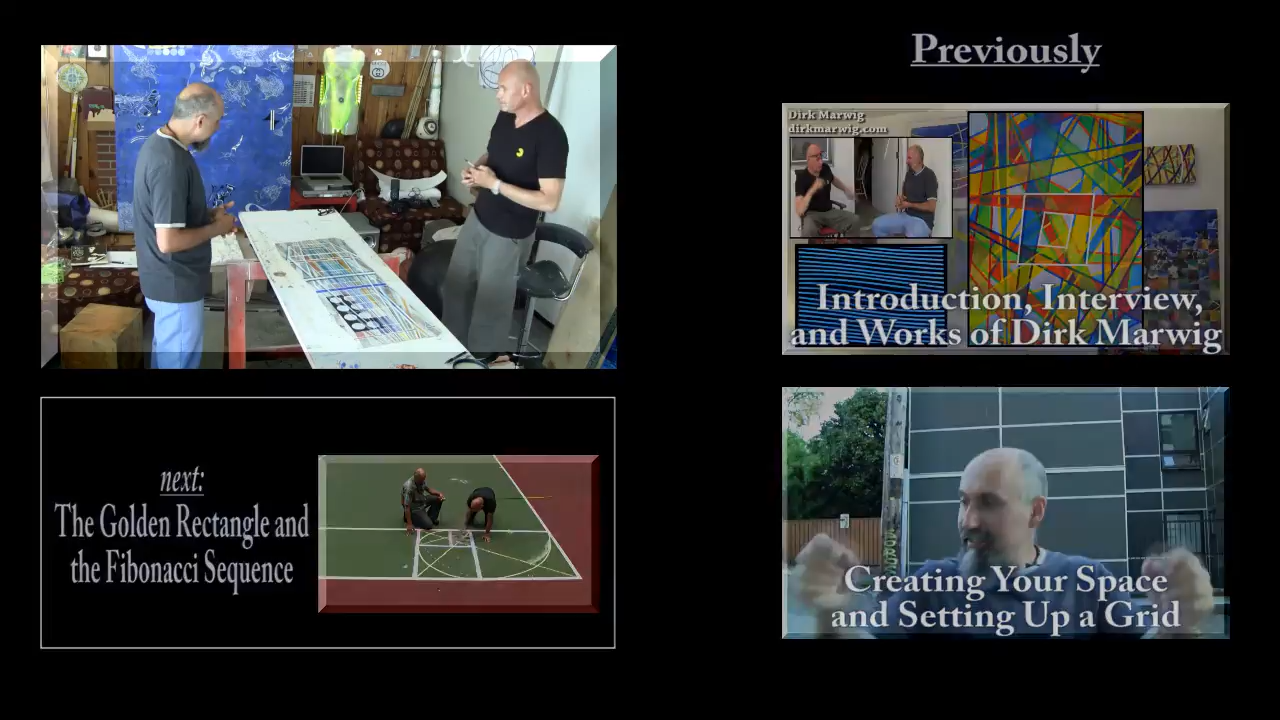 Previously
Dirk Marwig
dirkmarwig.com
Introduction, Interview,
and Works of Dirk Marwig
next:
The Golden Rectangle and
the Fibonacci Sequence
Creating Your Space
and Setting Up a Grid